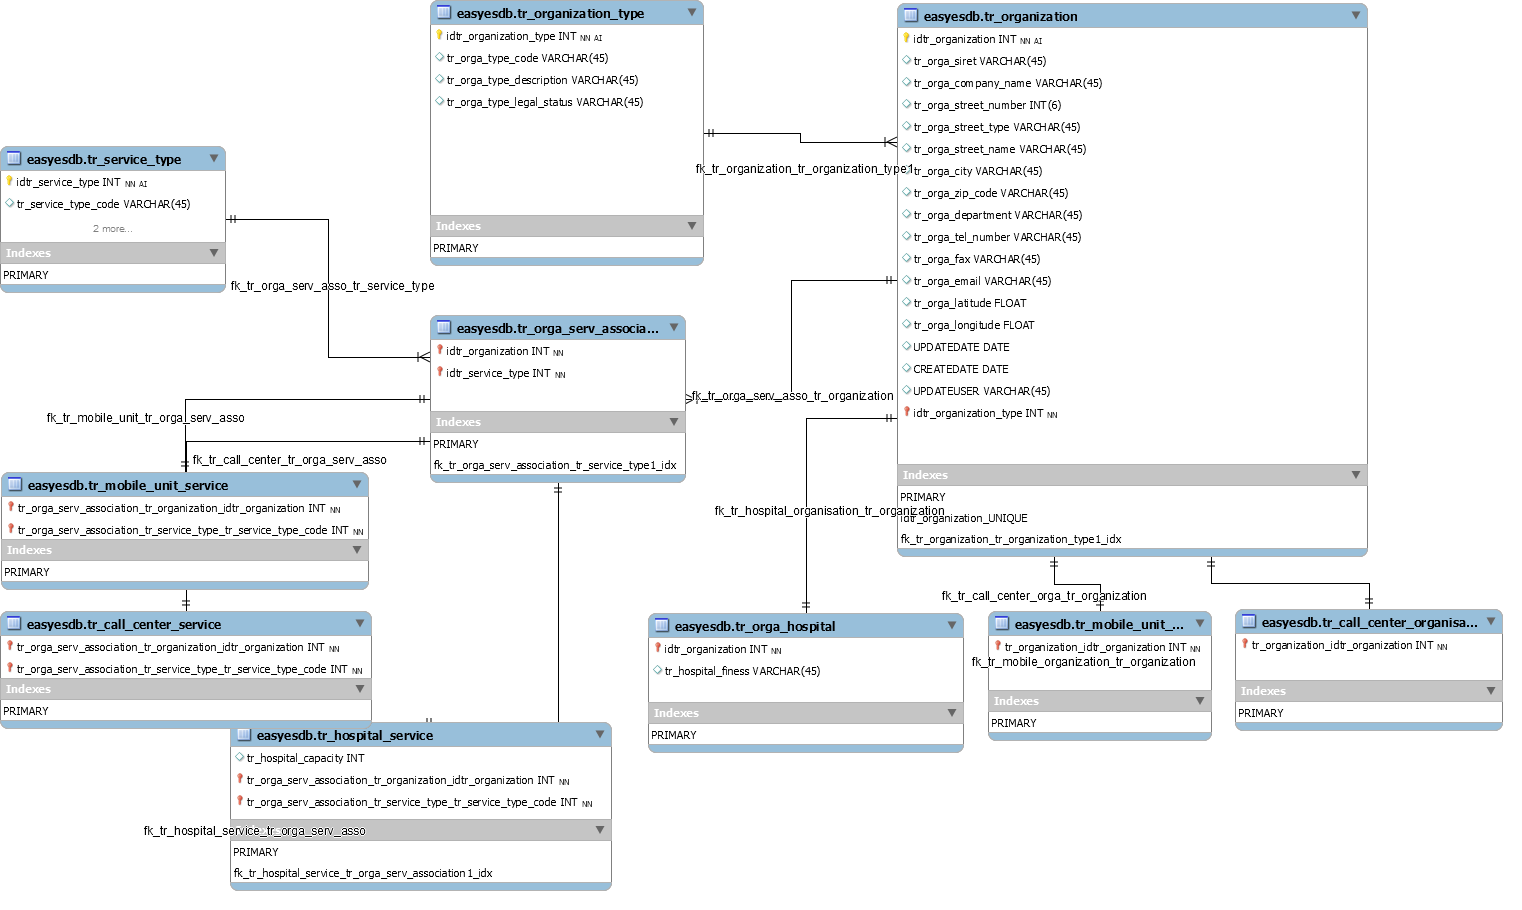 easyesdb.tr_organization_type
idtr_organization_type INT NN AI
tr_orga_type_code VARCHAR(45)
tr_orga_type_description VARCHAR(45)
tr_orga_type_legal_status VARCHAR(45)
Indexes
PRIMARY
easyesdb.tr_organization
idtr_organization INT NN AI
tr_orga_siret VARCHAR(45)
tr_orga_company_name VARCHAR(45)
tr_orga_street_number INT(6)
tr_orga_street_type VARCHAR(45)
tr_orga_street_name VARCHAR(45)
tr_orga_city VARCHAR(45)
tr_orga_zip_code VARCHAR(45)
tr_orga_department VARCHAR(45)
tr_orga_tel_number VARCHAR(45)
tr_orga_fax VARCHAR(45)
tr_orga_email VARCHAR(45)
tr_orga_latitude FLOAT
tr_orga_longitude FLOAT
UPDATEDATE DATE
CREATEDATE DATE
UPDATEUSER VARCHAR(45)
idtr_organization_type INT NN
Indexes
PRIMARY
idtr_organization_UNIQUE
fk_tr_organization_tr_organization_type1_idx
fk_tr_organization_tr_organization_type1
easyesdb.tr_service_type
idtr_service_type INT NN AI
tr_service_type_code VARCHAR(45)
2 more...
Indexes
PRIMARY
fk_tr_orga_serv_asso_tr_service_type
easyesdb.tr_orga_serv_associa...
idtr_organization INT NN
idtr_service_type INT NN
Indexes
PRIMARY
fk_tr_orga_serv_association_tr_service_type1_idx
fk_tr_orga_serv_asso_tr_organization
fk_tr_mobile_unit_tr_orga_serv_asso
fk_tr_call_center_tr_orga_serv_asso
easyesdb.tr_mobile_unit_service
tr_orga_serv_association_tr_organization_idtr_organization INT NN
tr_orga_serv_association_tr_service_type_tr_service_type_code INT NN
Indexes
PRIMARY
fk_tr_hospital_organisation_tr_organization
easyesdb.tr_call_center_service
tr_orga_serv_association_tr_organization_idtr_organization INT NN
tr_orga_serv_association_tr_service_type_tr_service_type_code INT NN
Indexes
PRIMARY
easyesdb.tr_hospital_service
tr_hospital_capacity INT
tr_orga_serv_association_tr_organization_idtr_organization INT NN
tr_orga_serv_association_tr_service_type_tr_service_type_code INT NN
fk_tr_hospital_service_tr_orga_serv_asso
PRIMARY
fk_tr_hospital_service_tr_orga_serv_association1_idx
easyesdb.tr_orga_hospital
idtr_organization INT NN
tr_hospital_finess VARCHAR(45)
Indexes
PRIMARY
fk_tr_call_center_orga_tr_organization
easyesdb.tr_mobile_unit_...
tr_organization_idtr_organization INT NN
fk_tr_mobile_organization_tr_organization
Indexes
PRIMARY
easyesdb.tr_call_center_organisa...
tr_organization_idtr_organization INT NN
Indexes
PRIMARY